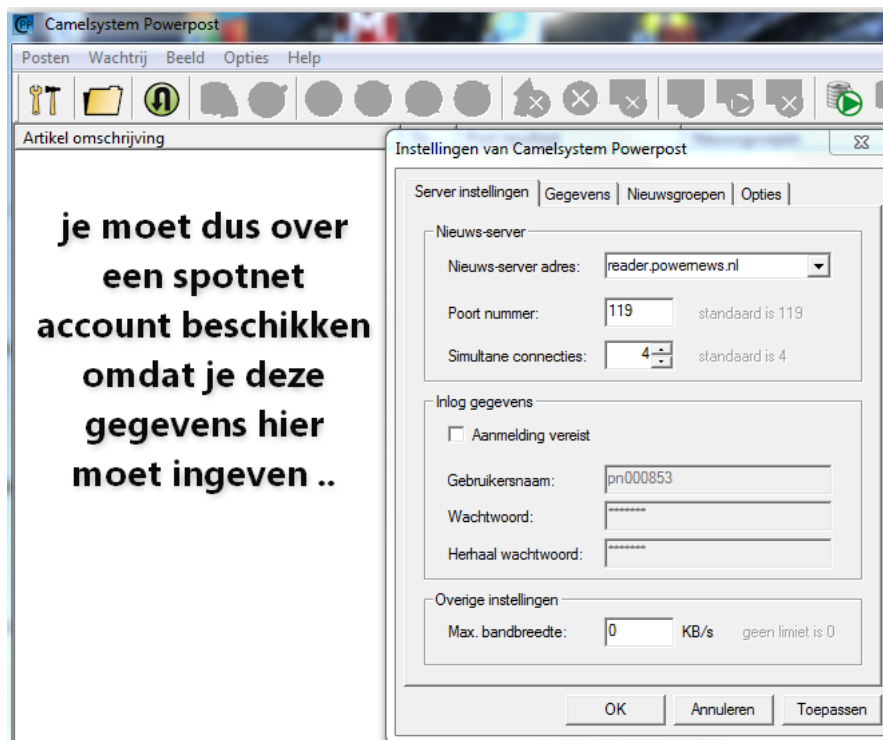 Camelsystem Powerpost
Posten Wachtrij Beeld Opties Help
Artikel omschrijving
je moet dus over
een spotnet
account beschikken
omdat je deze
gegevens hier
moet ingeven ..
Instellingen van Camelsystem Powerpost
Server instellingen Gegevens Nieuwsgroepen Opties
Nieuws-server
Nieuws-server adres: reader.powernews.nl
Poort nummer: 119 standaard is 119
Simultane connecties: 4 standaard is 4
Inlog gegevens
Aanmelding vereist
Gebruikersnaam: pn000853
Wachtwoord: *******
Herhaal wachtwoord: *******
Overige instellingen
Max. bandbreedte: 0 KB/s geen limiet is 0
OK Annuleren Toepassen